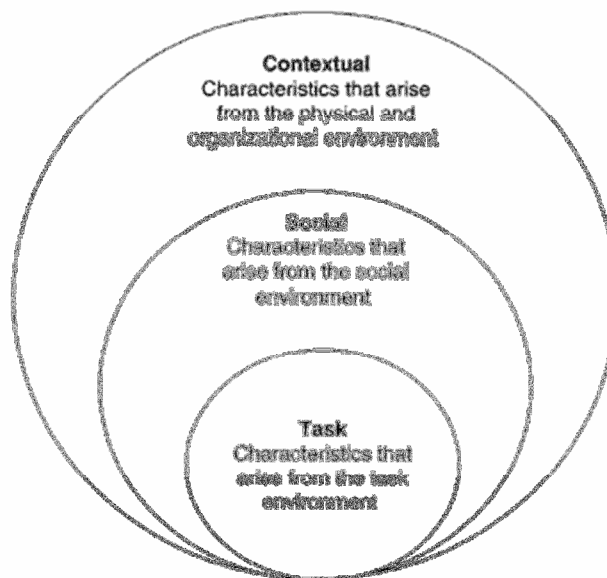 Contextual
Characteristics that arise
from the physical and
organizational environment
Social
Characteristics that
arise from the social
environment
Task
Characteristics that
arise from the task
environment